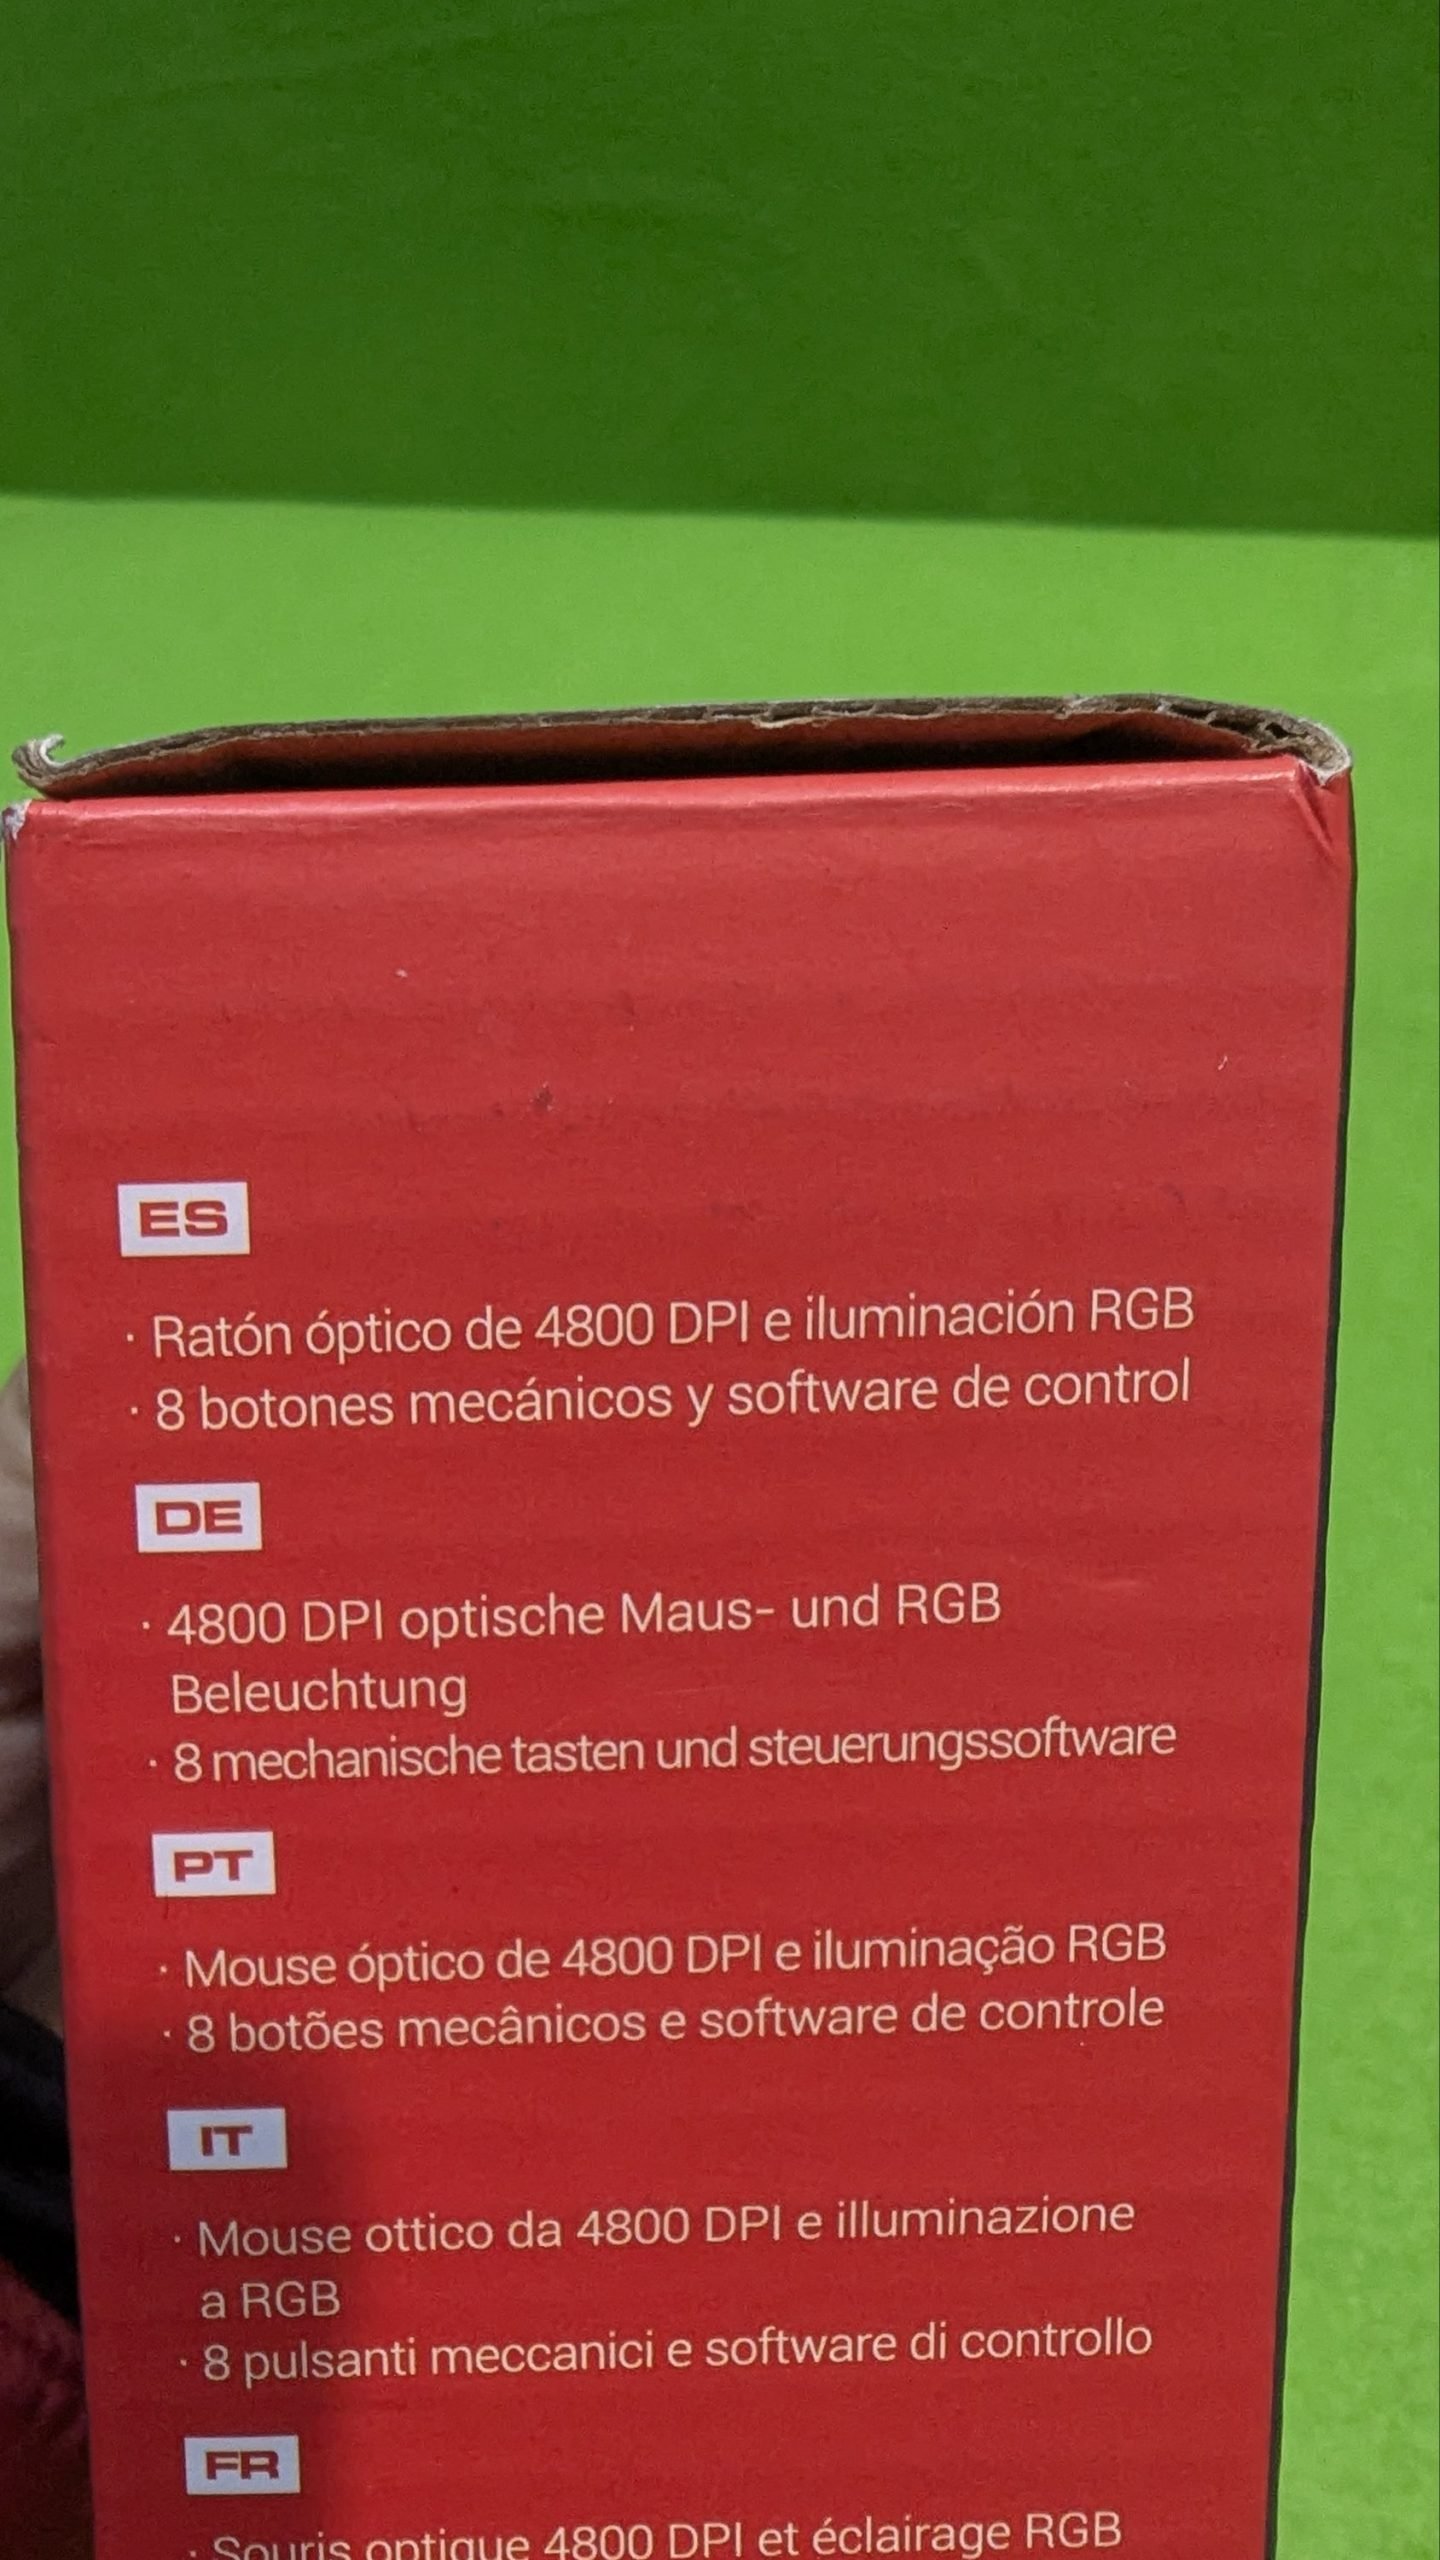 ES
· Ratón óptico de 4800 DPI e iluminación RGB
· 8 botones mecánicos y software de control
DE
· 4800 DPI optische Maus- und RGB
Beleuchtung
· 8 mechanische tasten und steuerungssoftware
PT
· Mouse óptico de 4800 DPI e iluminação RGB
· 8 botões mecânicos e software de controle
IT
· Mouse ottico da 4800 DPI e illuminazione
a RGB
· 8 pulsanti meccanici e software di controllo
FR
· Souris optique 4800 DPI et éclairage RGB